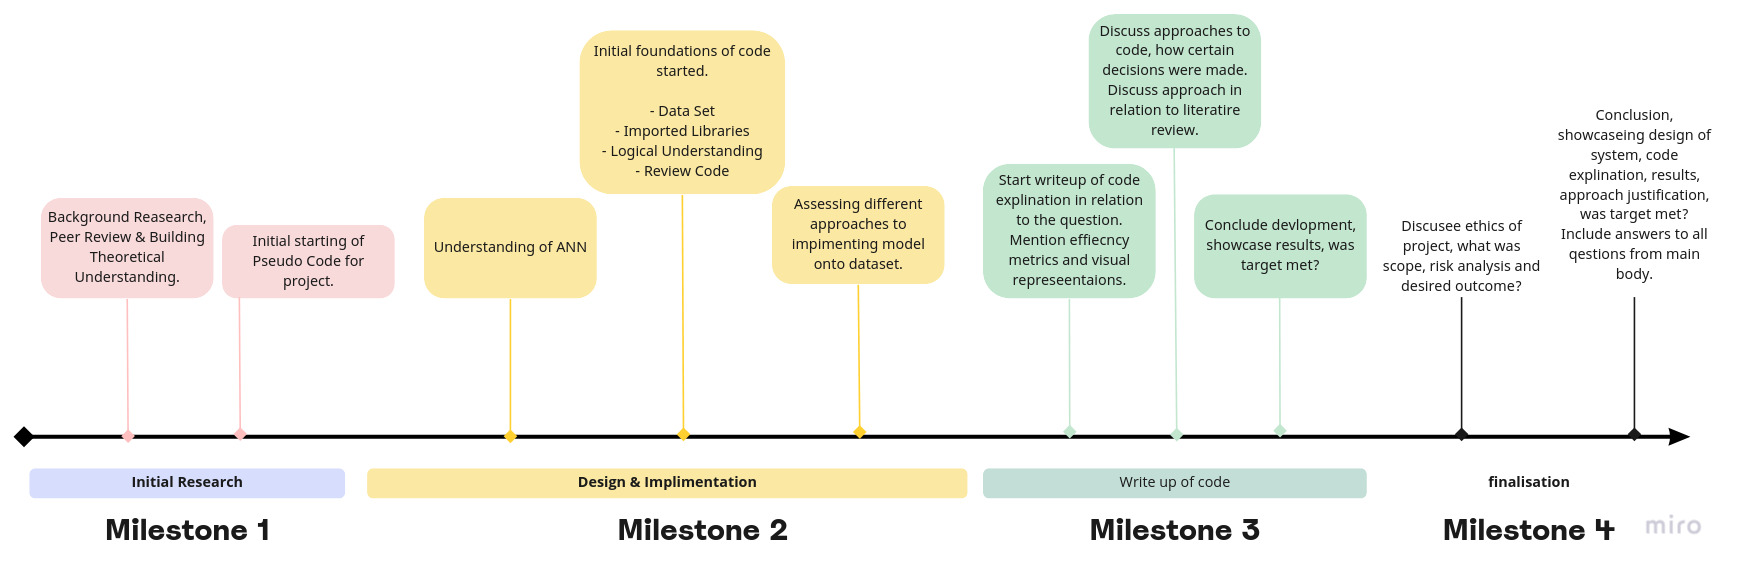 Background Reasearch,
Peer Review & Building
Theoretical
Understanding.
Initial starting of
Pseudo Code for
project.
Understanding of ANN
Initial foundations of code
started.
- Data Set
- Imported Libraries
- Logical Understanding
- Review Code
Assessing different
approaches to
impimenting model
onto dataset.
Start writeup of code
explination in relation
to the question.
Mention effiecncy
metrics and visual
represeentaions.
Discuss approaches to
code, how certain
decisions were made.
Discuss approach in
relation to literatire
review.
Conclude devlopment,
showcase results, was
target met?
Discusee ethics of
project, what was
scope, risk analysis and
desired outcome?
Conclusion,
showcaseing design of
system, code
explination, results,
approach justification,
was target met?
Include answers to all
qestions from main
body.
Initial Research
Design & Implimentation
Write up of code
finalisation
Milestone 1
Milestone 2
Milestone 3
Milestone 4
miro